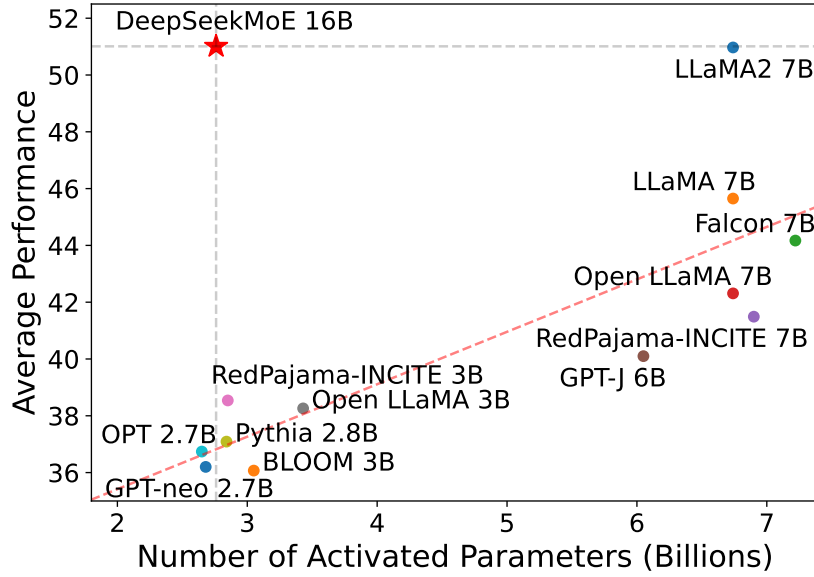 DeepSeekMoE 16B
LLaMA2 7B
LLaMA 7B
Falcon 7B
Open LLaMA 7B
RedPajama-INCITE 7B
GPT-J 6B
RedPajama-INCITE 3B
Open LLaMA 3B
OPT 2.7B
Pythia 2.8B
BLOOM 3B
GPT-neo 2.7B
Average Performance
52
50
48
46
44
42
40
38
36
2 3 4 5 6 7
Number of Activated Parameters (Billions)